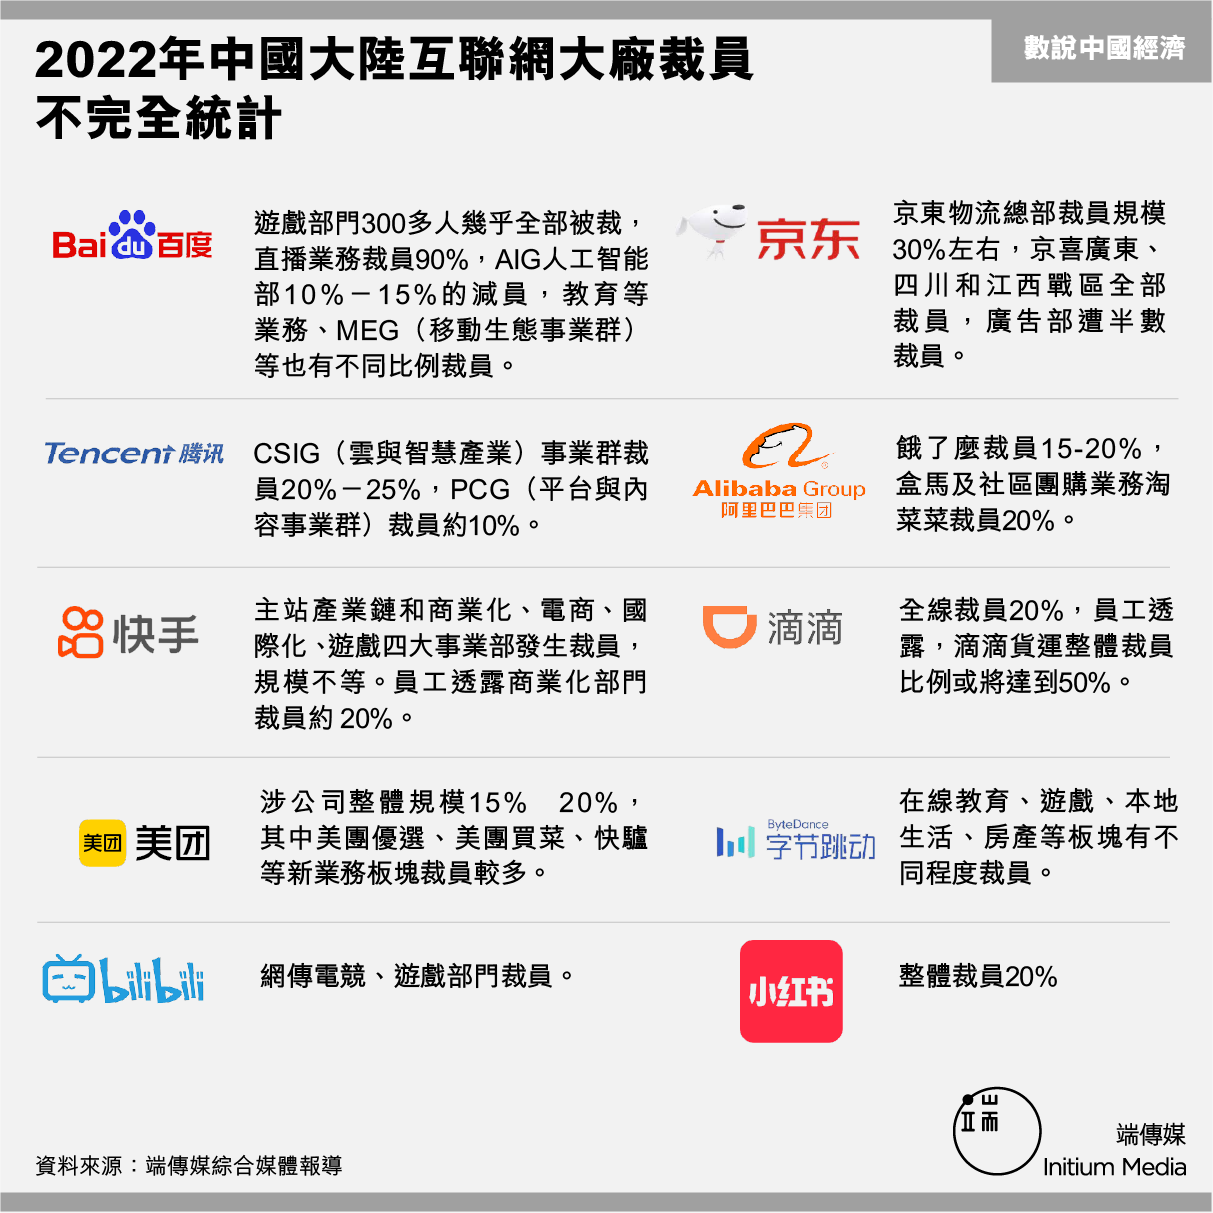 2022年中國大陸互聯網大廠裁員
不完全統計
數說中國經濟
Bai du 百度
遊戲部門300多人幾乎全部被裁，
直播業務裁員90%，AIG人工智能
部10%－15%的減員，教育等
業務、MEG（移動生態事業群）
等也有不同比例裁員。
京东
京東物流總部裁員規模
30%左右，京喜廣東、
四川和江西戰區全部
裁員，廣告部遭半數
裁員。
Tencent 腾讯
CSIG（雲與智慧產業）事業群裁
員20%－25%，PCG（平台與內
容事業群）裁員約10%。
Alibaba Group
阿里巴巴集团
餓了麼裁員15-20%，
盒馬及社區團購業務淘
菜菜裁員20%。
快手
主站產業鏈和商業化、電商、國
際化、遊戲四大事業部發生裁員，
規模不等。員工透露商業化部門
裁員約 20%。
滴滴
全線裁員20%，員工透
露，滴滴貨運整體裁員
比例或將達到50%。
美团 美团
涉公司整體規模15% 20%，
其中美團優選、美團買菜、快驢
等新業務板塊裁員較多。
ByteDance
字节跳动
在線教育、遊戲、本地
生活、房產等板塊有不
同程度裁員。
bilibili
網傳電競、遊戲部門裁員。
小红书
整體裁員20%
資料來源：端傳媒綜合媒體報導
端
端傳媒
Initium Media